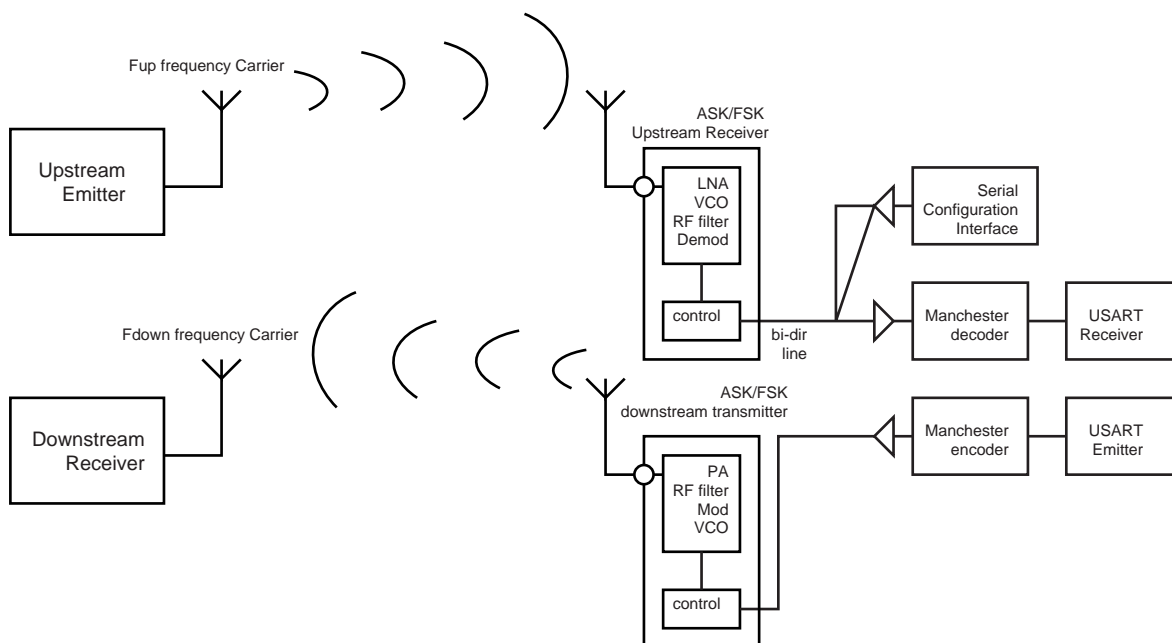 Fup frequency Carrier
Upstream
Emitter
ASK/FSK
Upstream Receiver
LNA
VCO
RF filter
Demod
control
bi-dir
line
Serial
Configuration
Interface
Manchester
decoder
USART
Receiver
Fdown frequency Carrier
Downstream
Receiver
ASK/FSK
downstream transmitter
PA
RF filter
Mod
VCO
control
Manchester
encoder
USART
Emitter